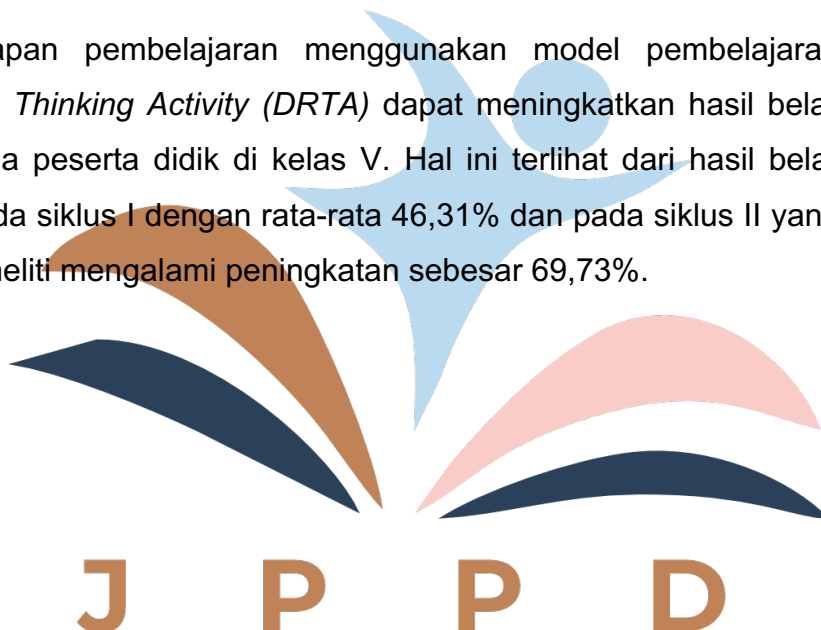 apan pembelajaran menggunakan model pembelajara
Thinking Activity (DRTA) dapat meningkatkan hasil bela
a peserta didik di kelas V. Hal ini terlihat dari hasil bela
da siklus I dengan rata-rata 46,31% dan pada siklus II yan
neliti mengalami peningkatan sebesar 69,73%.
J P P D